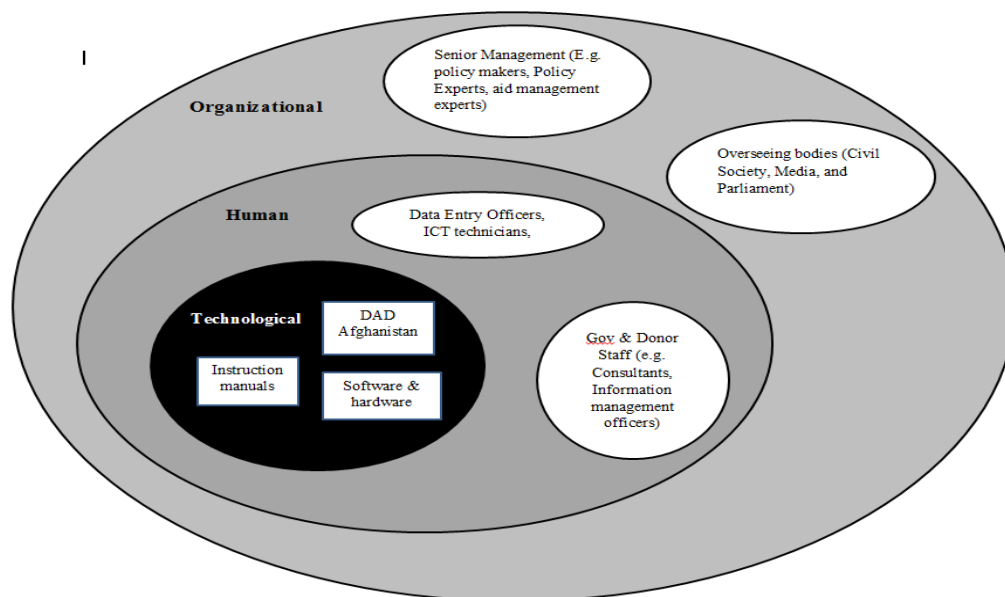 Senior Management (E.g.
policy makers, Policy
Experts, aid management
experts)
Organizational
Overseeing bodies (Civil
Society, Media, and
Parliament)
Human
Data Entry Officers,
ICT technicians,
Technological
DAD
Afghanistan
Instruction
manuals
Software &
hardware
Gov & Donor
Staff (e.g.
Consultants,
Information
management
officers)